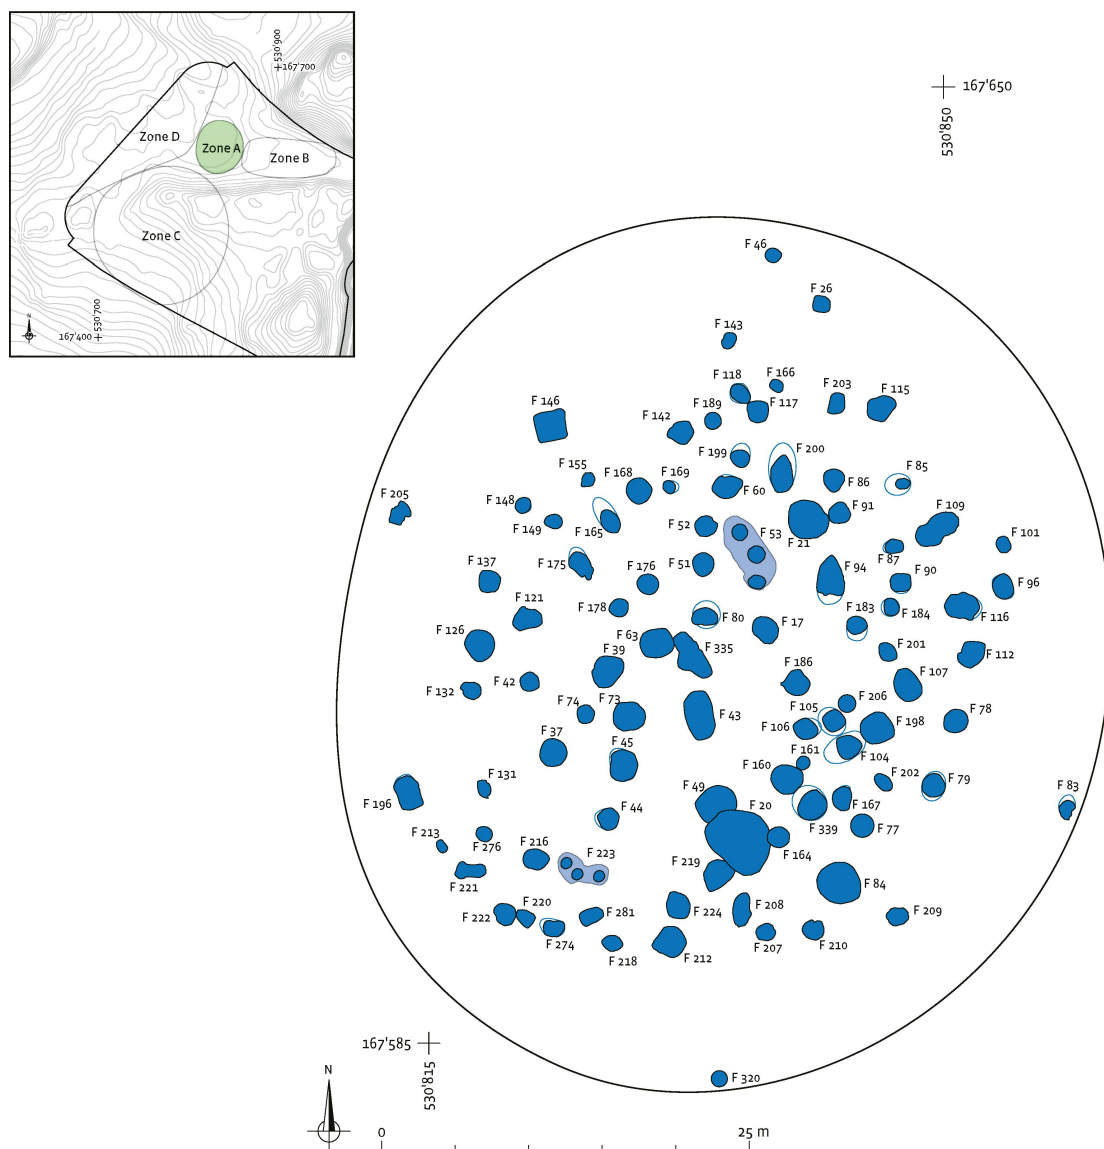 530'900
167'700
Zone D
Zone A
Zone B
Zone C
N
167'400
530'700
167'650
530'850
F 46
F 26
F 143
F 118
F 166
F 203
F 115
F 146
F 189
F 117
F 142
F 199
F 200
F 155
F 168
F 169
F 60
F 86
F 85
F 205
F 148
F 149
F 165
F 52
F 53
F 21
F 91
F 109
F 101
F 137
F 175
F 176
F 51
F 94
F 87
F 90
F 96
F 121
F 178
F 80
F 17
F 183
F 184
F 116
F 126
F 63
F 39
F 335
F 201
F 112
F 132
F 42
F 186
F 107
F 74
F 73
F 43
F 105
F 206
F 106
F 198
F 78
F 37
F 45
F 161
F 104
F 160
F 202
F 79
F 83
F 196
F 131
F 49
F 20
F 167
F 44
F 339
F 77
F 213
F 276
F 216
F 223
F 164
F 221
F 219
F 84
F 222
F 220
F 281
F 224
F 208
F 209
F 274
F 218
F 212
F 207
F 210
167'585
530'815
F 320
N
0
25 m